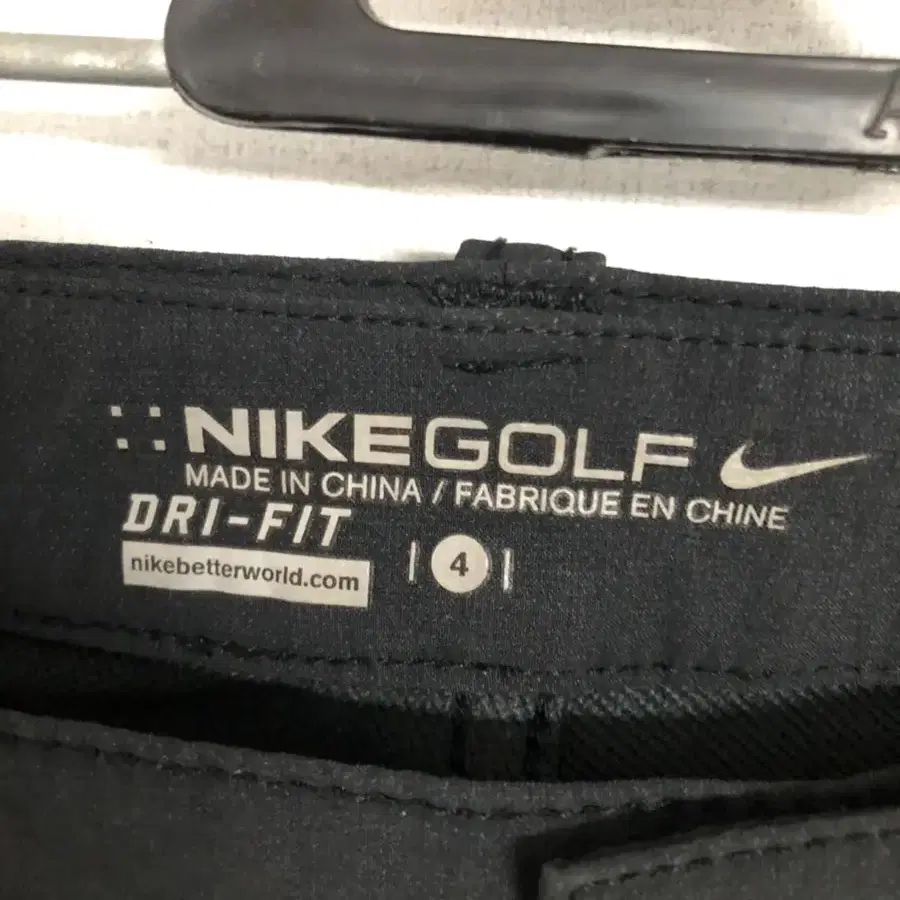 NIKEGOLF
MADE IN CHINA / FABRIQUE EN CHINE
DRI-FIT
nikebetterworld.com
4